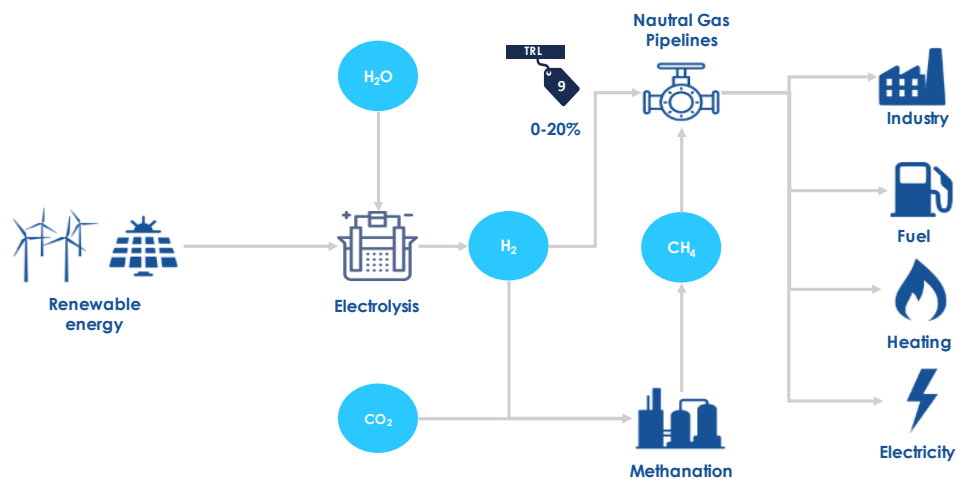 Nautral Gas
Pipelines
TRL
9
0-20%
H₂O
Industry
Fuel
H₂
CH₄
Renewable
energy
Electrolysis
Heating
CO₂
Methanation
Electricity